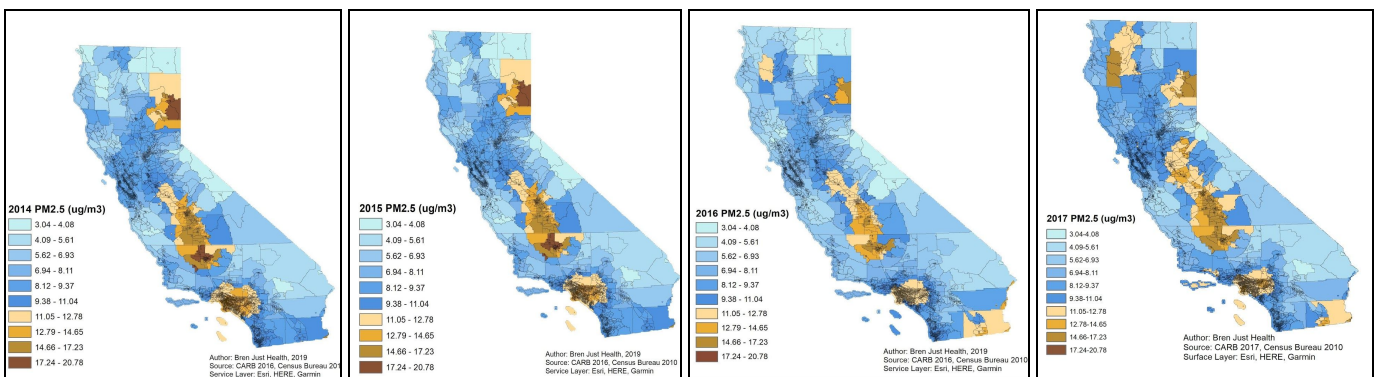 2014 PM2.5 (ug/m3)
3.04 - 4.08
4.09 - 5.61
5.62 - 6.93
6.94 - 8.11
8.12 - 9.37
9.38 - 11.04
11.05 - 12.78
12.79 - 14.65
14.66 - 17.23
17.24 - 20.78
Author: Bren Just Health, 2019
Source: CARB 2016, Census Bureau 201
Service Layer: Esri, HERE, Garmin
2015 PM2.5 (ug/m3)
3.04 - 4.08
4.09 - 5.61
5.62 - 6.93
6.94 - 8.11
8.12 - 9.37
9.38 - 11.04
11.05 - 12.78
12.79 - 14.65
14.66 - 17.23
17.24 - 20.78
Author: Bren Just Health, 2019
Source: CARB 2016, Census Bureau 2010
Service Layer: Esri, HERE, Garmin
2016 PM2.5 (ug/m3)
3.04 - 4.08
4.09 - 5.61
5.62 - 6.93
6.94 - 8.11
8.12 - 9.37
9.38 - 11.04
11.05 - 12.78
12.79 - 14.65
14.66 - 17.23
17.24 - 20.78
Author: Bren Just Health, 2019
Source: CARB 2016, Census Bureau 2010
Service Layer: Esri, HERE, Garmin
2017 PM2.5 (ug/m3)
3.04-4.08
4.09-5.61
5.62-6.93
6.94-8.11
8.12-9.37
9.38-11.04
11.05-12.78
12.78-14.65
14.66-17.23
17.24-20.78
Author: Bren Just Health
Source: CARB 2017, Census Bureau 2010
Surface Layer: Esri, HERE, Garmin